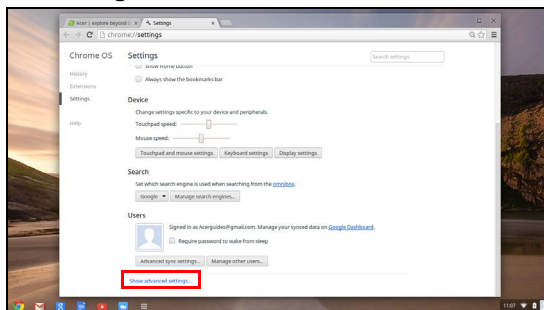 Acer | explore beyond l
Settings
chrome://settings
Chrome OS
Settings
Search settings
History
Extensions
Settings
Help
Show Home button
Always show the bookmarks bar
Device
Change settings specific to your device and peripherals.
Touchpad speed:
Mouse speed:
Touchpad and mouse settings Keyboard settings Display settings
Search
Set which search engine is used when searching from the omnibox.
Google Manage search engines...
Users
Signed in as Acerguides@gmail.com. Manage your synced data on Google Dashboard.
Require password to wake from sleep
Advanced sync settings... Manage other users...
Show advanced settings...
11:07